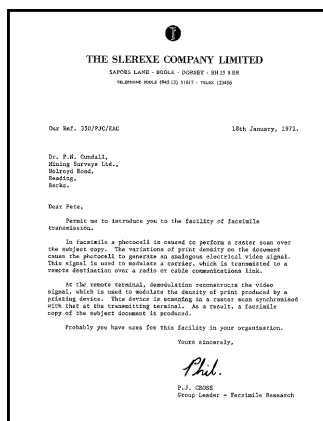 THE SLEREXE COMPANY LIMITED
SAPORS LANE - BOOLE - DORSET - BH 25 8 ER
TELEPHONE BOOLE (945 13) 51617 - TELEX 123456
Our Ref. 350/PJC/EAC 18th January, 1972.
Dr. P.N. Cundall,
Mining Surveys Ltd.,
Holroyd Road,
Reading,
Berks.
Dear Pete,
Permit me to introduce you to the facility of facsimile
transmission.
In facsimile a photocell is caused to perform a raster scan over
the subject copy. The variations of print density on the document
cause the photocell to generate an analogous electrical video signal.
This signal is used to modulate a carrier, which is transmitted to a
remote destination over a radio or cable communications link.
At the remote terminal, demodulation reconstructs the video
signal, which is used to modulate the density of print produced by a
printing device. This device is scanning in a raster scan synchronised
with that at the transmitting terminal. As a result, a facsimile
copy of the subject document is produced.
Probably you have uses for this facility in your organisation.
Yours sincerely,
Phil.
P.J. CROSS
Group Leader - Facsimile Research